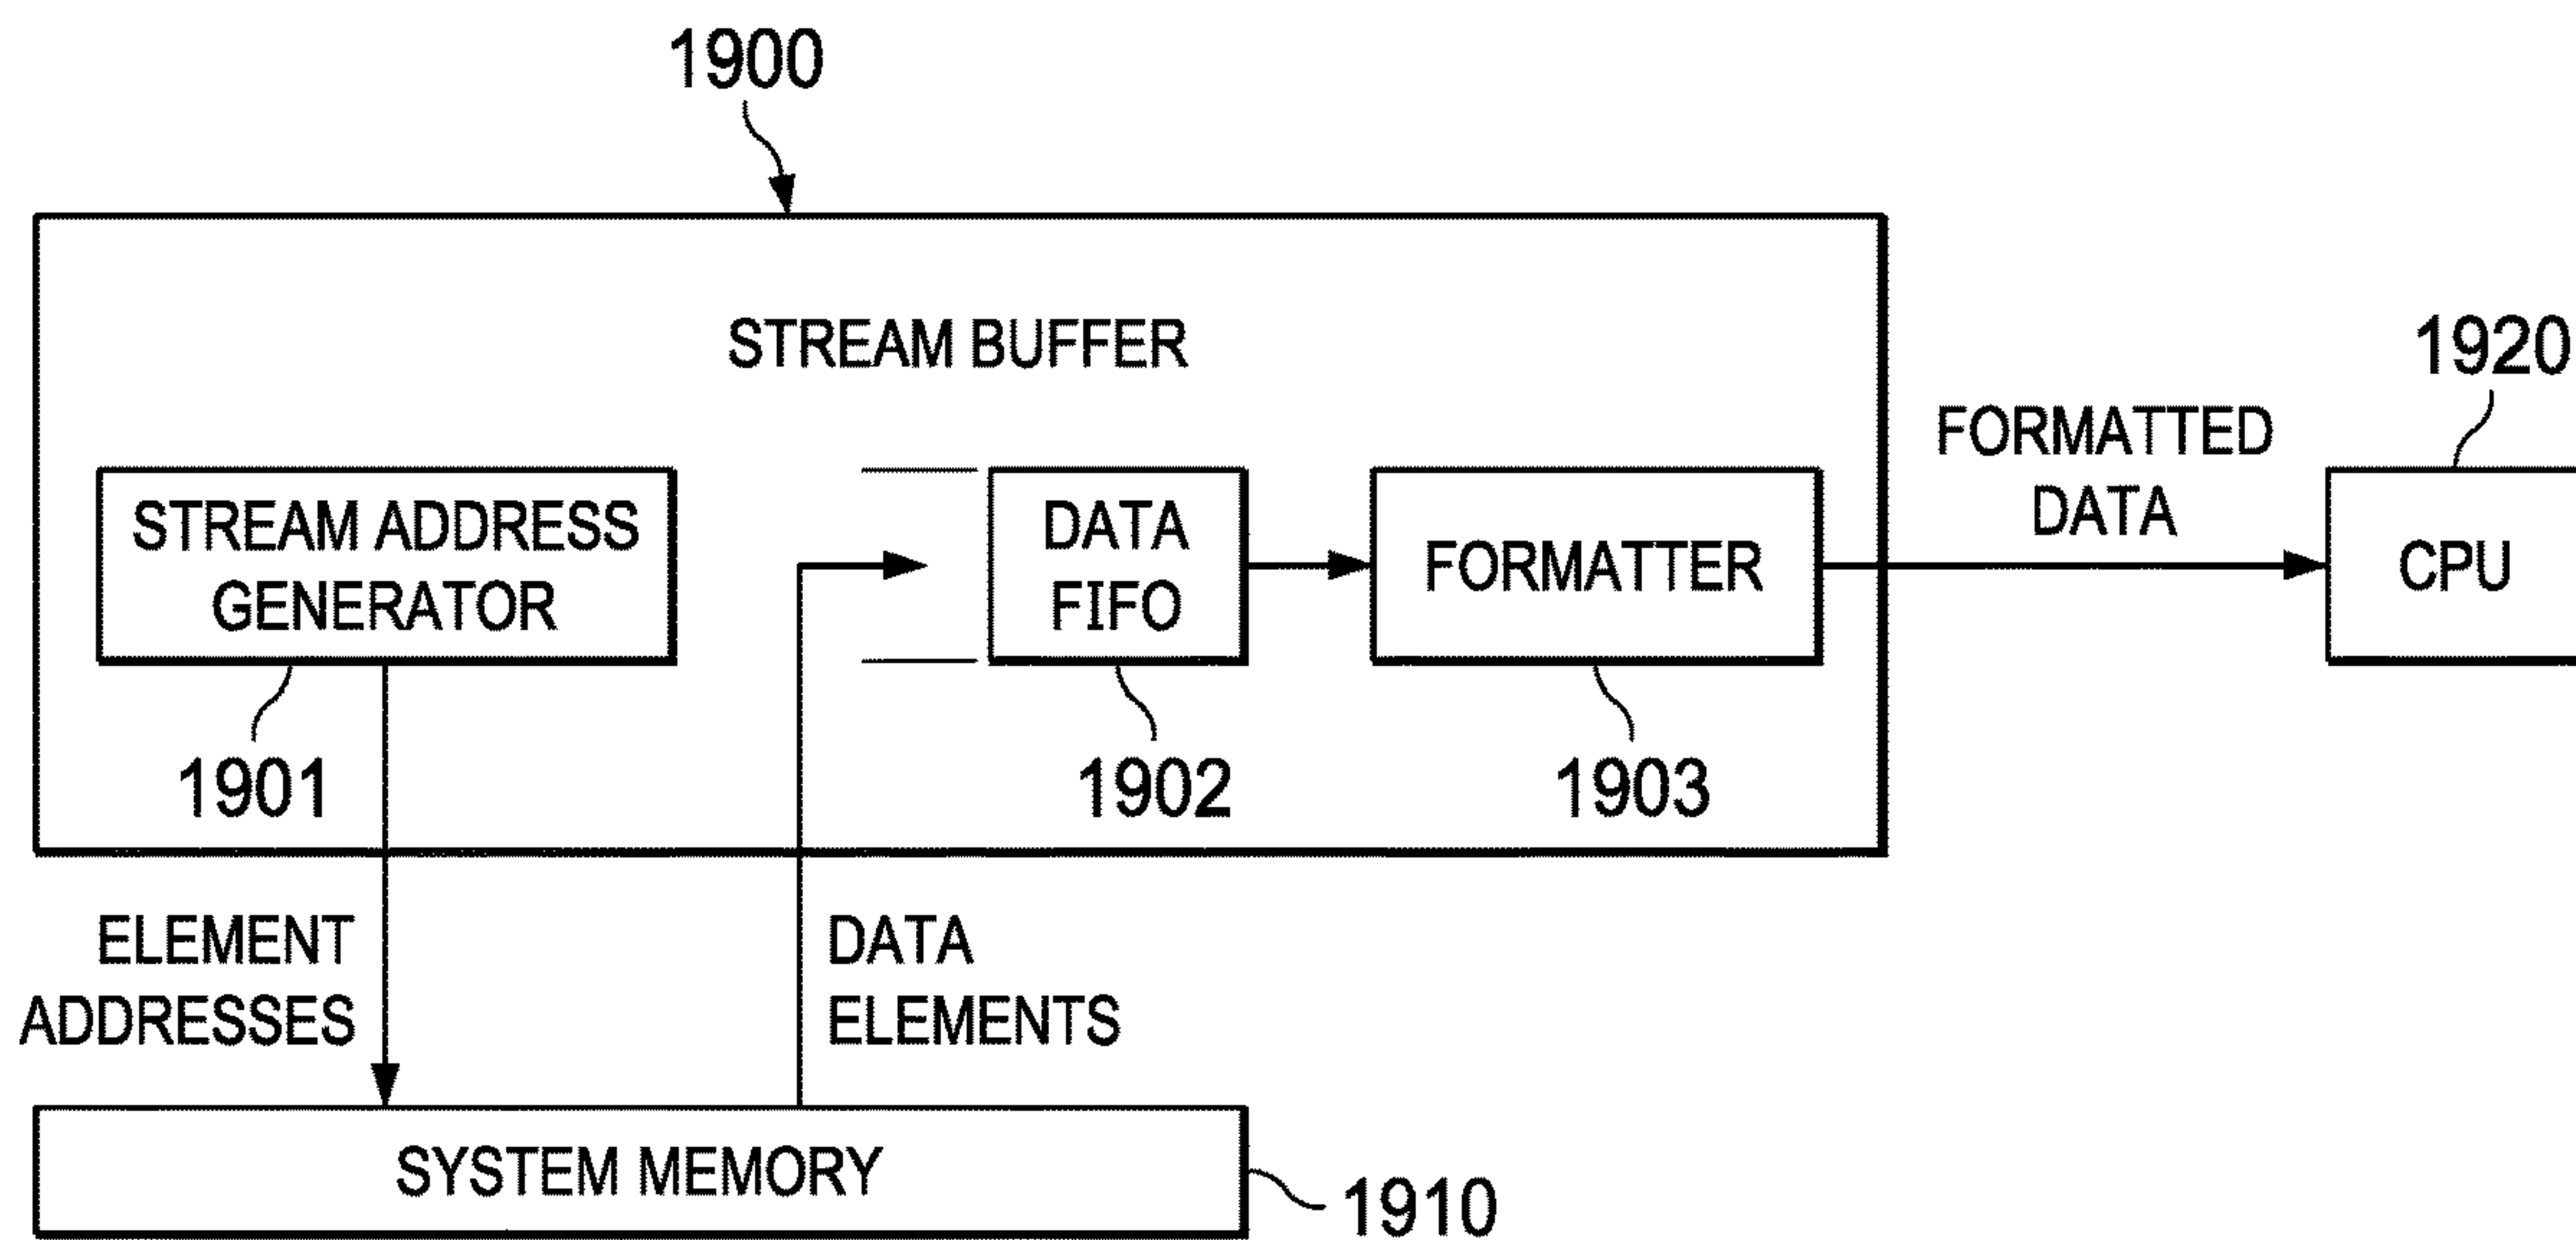 1900
STREAM BUFFER
1920
FORMATTED
DATA
STREAM ADDRESS
GENERATOR
DATA
FIFO
FORMATTER
CPU
1901
1902
1903
ELEMENT
ADDRESSES
DATA
ELEMENTS
SYSTEM MEMORY
1910